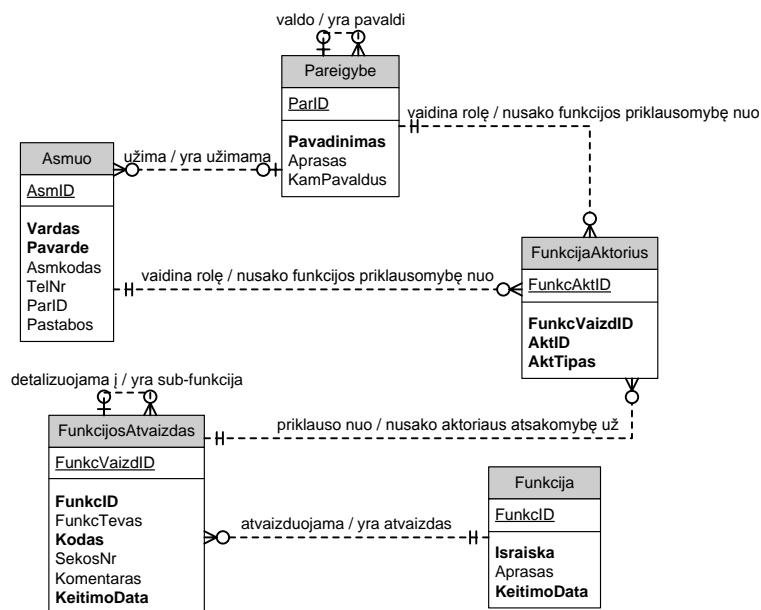 valdo / yra pavaldi
Pareigybe
ParID
Pavadinimas
Aprasas
KamPavaldus
vaidina rolę / nusako funkcijos priklausomybę nuo
Asmuo
AsmID
Vardas
Pavarde
Asmkodas
TelNr
ParID
Pastabos
užima / yra užimama
FunkcijaAktorius
FunkcAktID
FunkcVaizdID
AktID
AktTipas
vaidina rolę / nusako funkcijos priklausomybę nuo
detalizuojama į / yra sub-funkcija
FunkcijosAtvaizdas
FunkcVaizdID
FunkcID
FunkcTevas
Kodas
SekosNr
Komentaras
KeitimoData
priklauso nuo / nusako aktoriaus atsakomybę už
Funkcija
FunkcID
Israiska
Aprasas
KeitimoData
atvaizduojama / yra atvaizdas